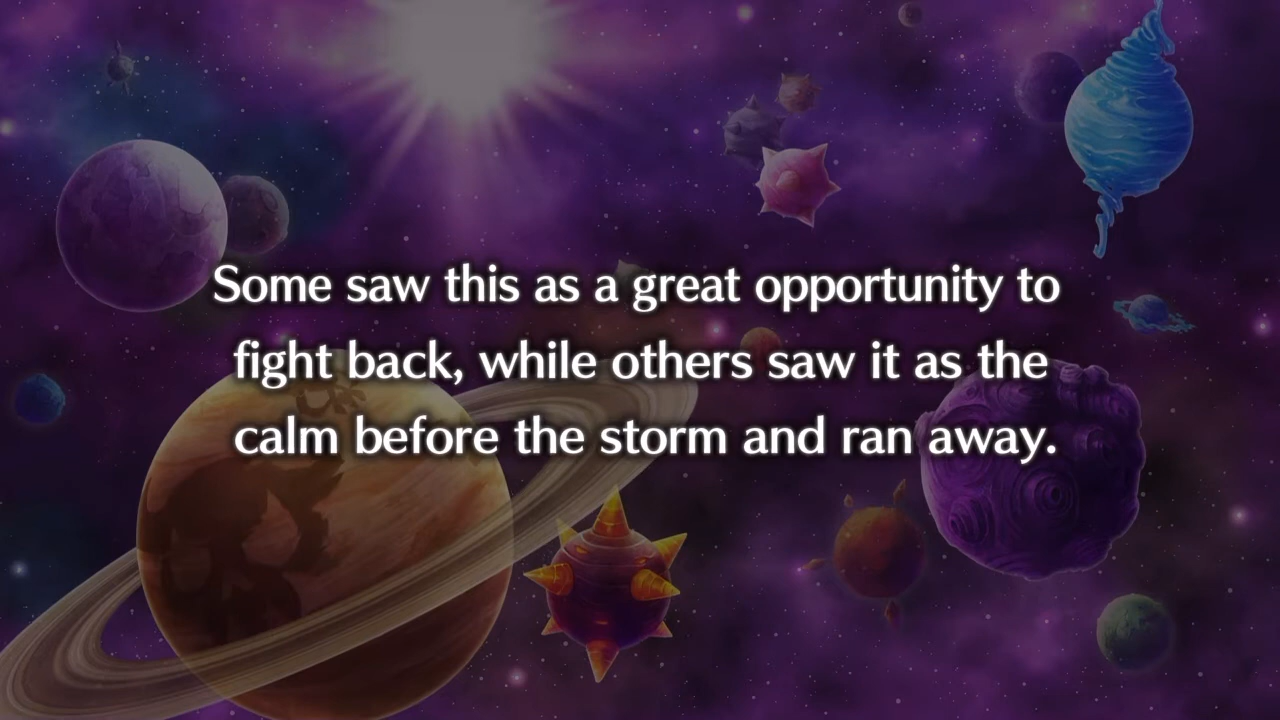 Some saw this as a great opportunity to
fight back, while others saw it as the
calm before the storm and ran away.